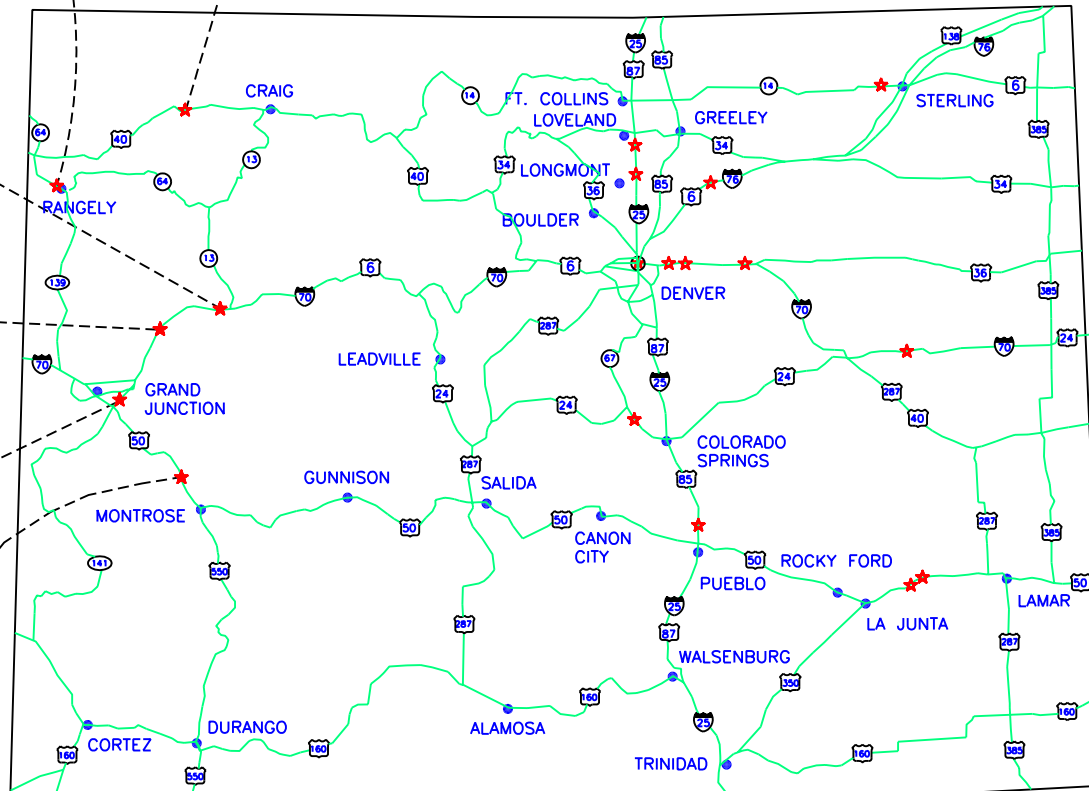 138
25
76
85
87
CRAIG
14
14
6
FT. COLLINS
STERLING
LOVELAND
GREELEY
64
40
385
13
34
34
LONGMONT
64
40
36
85
76
34
6
RANGELY
25
BOULDER
13
6
70
6
36
139
70
DENVER
385
70
287
24
70
67
87
70
LEADVILLE
25
24
GRAND
JUNCTION
24
24
287
40
50
COLORADO
SPRINGS
287
GUNNISON
SALIDA
85
MONTROSE
50
50
CANON
CITY
287
385
141
550
50
ROCKY FORD
PUEBLO
50
LAMAR
25
LA JUNTA
287
87
287
WALSENBURG
350
160
160
25
DURANGO
ALAMOSA
CORTEZ
160
160
160
385
TRINIDAD
550